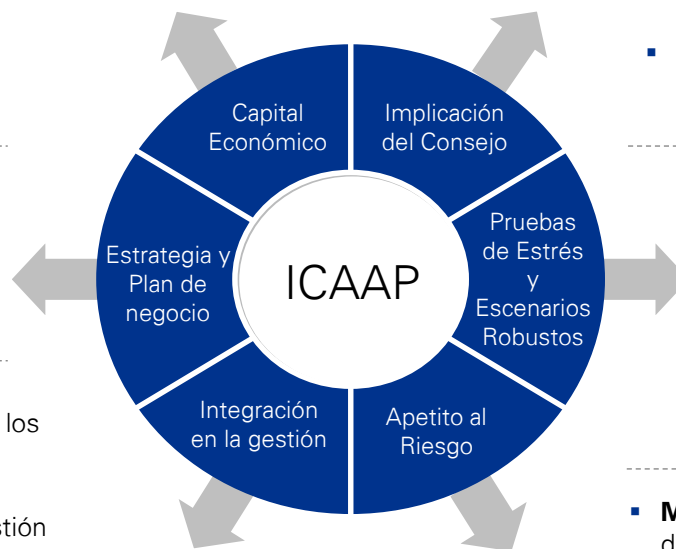 Capital
Económico
Implicación
del Consejo
Estrategia y
Plan de
negocio
ICAAP
Pruebas
de Estrés
y
Escenarios
Robustos
Integración
en la gestión
Apetito al
Riesgo
los
stión
M
d